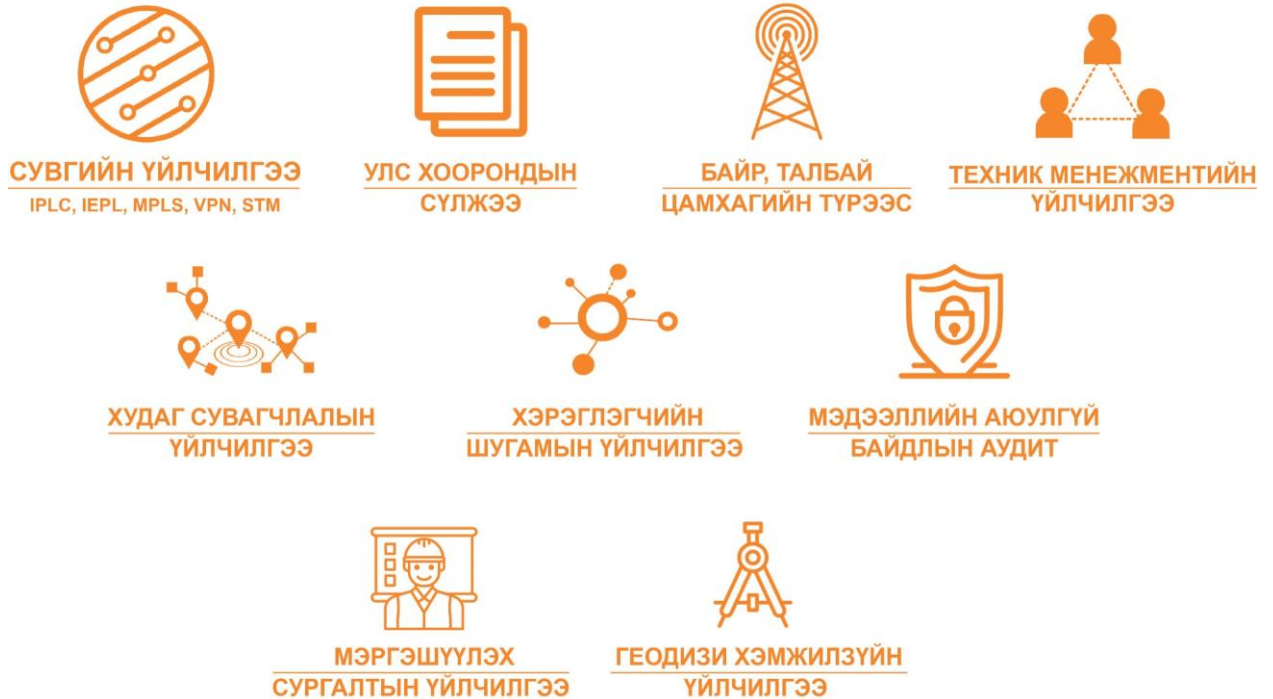 СУВГИЙН ҮЙЛЧИЛГЭЭ
IPLC, IEPL, MPLS, VPN, STM
УЛС ХООРОНДЫН
СҮЛЖЭЭ
БАЙР, ТАЛБАЙ
ЦАМХАГИЙН ТҮРЭЭС
ТЕХНИК МЕНЕЖМЕНТИЙН
ҮЙЛЧИЛГЭЭ
ХУДАГ СУВАГЧЛАЛЫН
ҮЙЛЧИЛГЭЭ
ХЭРЭГЛЭГЧИЙН
ШУГАМЫН ҮЙЛЧИЛГЭЭ
МЭДЭЭЛЛИЙН АЮУЛГҮЙ
БАЙДЛЫН АУДИТ
МЭРГЭШҮҮЛЭХ
СУРГАЛТЫН ҮЙЛЧИЛГЭЭ
ГЕОДИЗИ ХЭМЖИЛЗҮЙН
ҮЙЛЧИЛГЭЭ